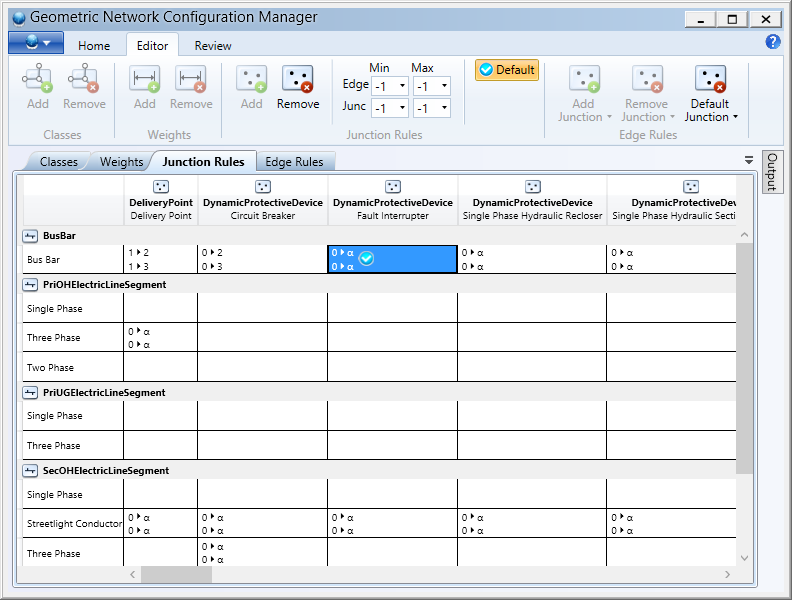 Geometric Network Configuration Manager
Home Editor Review
Min Max
Edge -1 -1
Default
Junc -1 -1
Add Remove Add Remove Add Remove
Add Junction Remove Junction Default Junction
Classes Weights Junction Rules Edge Rules
Classes Weights Junction Rules Edge Rules
Output
DeliveryPoint DynamicProtectiveDevice DynamicProtectiveDevice DynamicProtectiveDevice DynamicProtectiveDev
Delivery Point Circuit Breaker Fault Interrupter Single Phase Hydraulic Recloser Single Phase Hydraulic Secti
BusBar
Bus Bar
1 2 0 2 0 α 0 α 0 α
1 3 0 3 0 α 0 α 0 α
PriOHElectricLineSegment
Single Phase
Three Phase
0 α
0 α
Two Phase
PriUGElectricLineSegment
Single Phase
Three Phase
SecOHElectricLineSegment
Single Phase
Streetlight Conductor
0 α 0 α 0 α 0 α 0 α
0 α 0 α 0 α 0 α 0 α
Three Phase
0 α
0 α